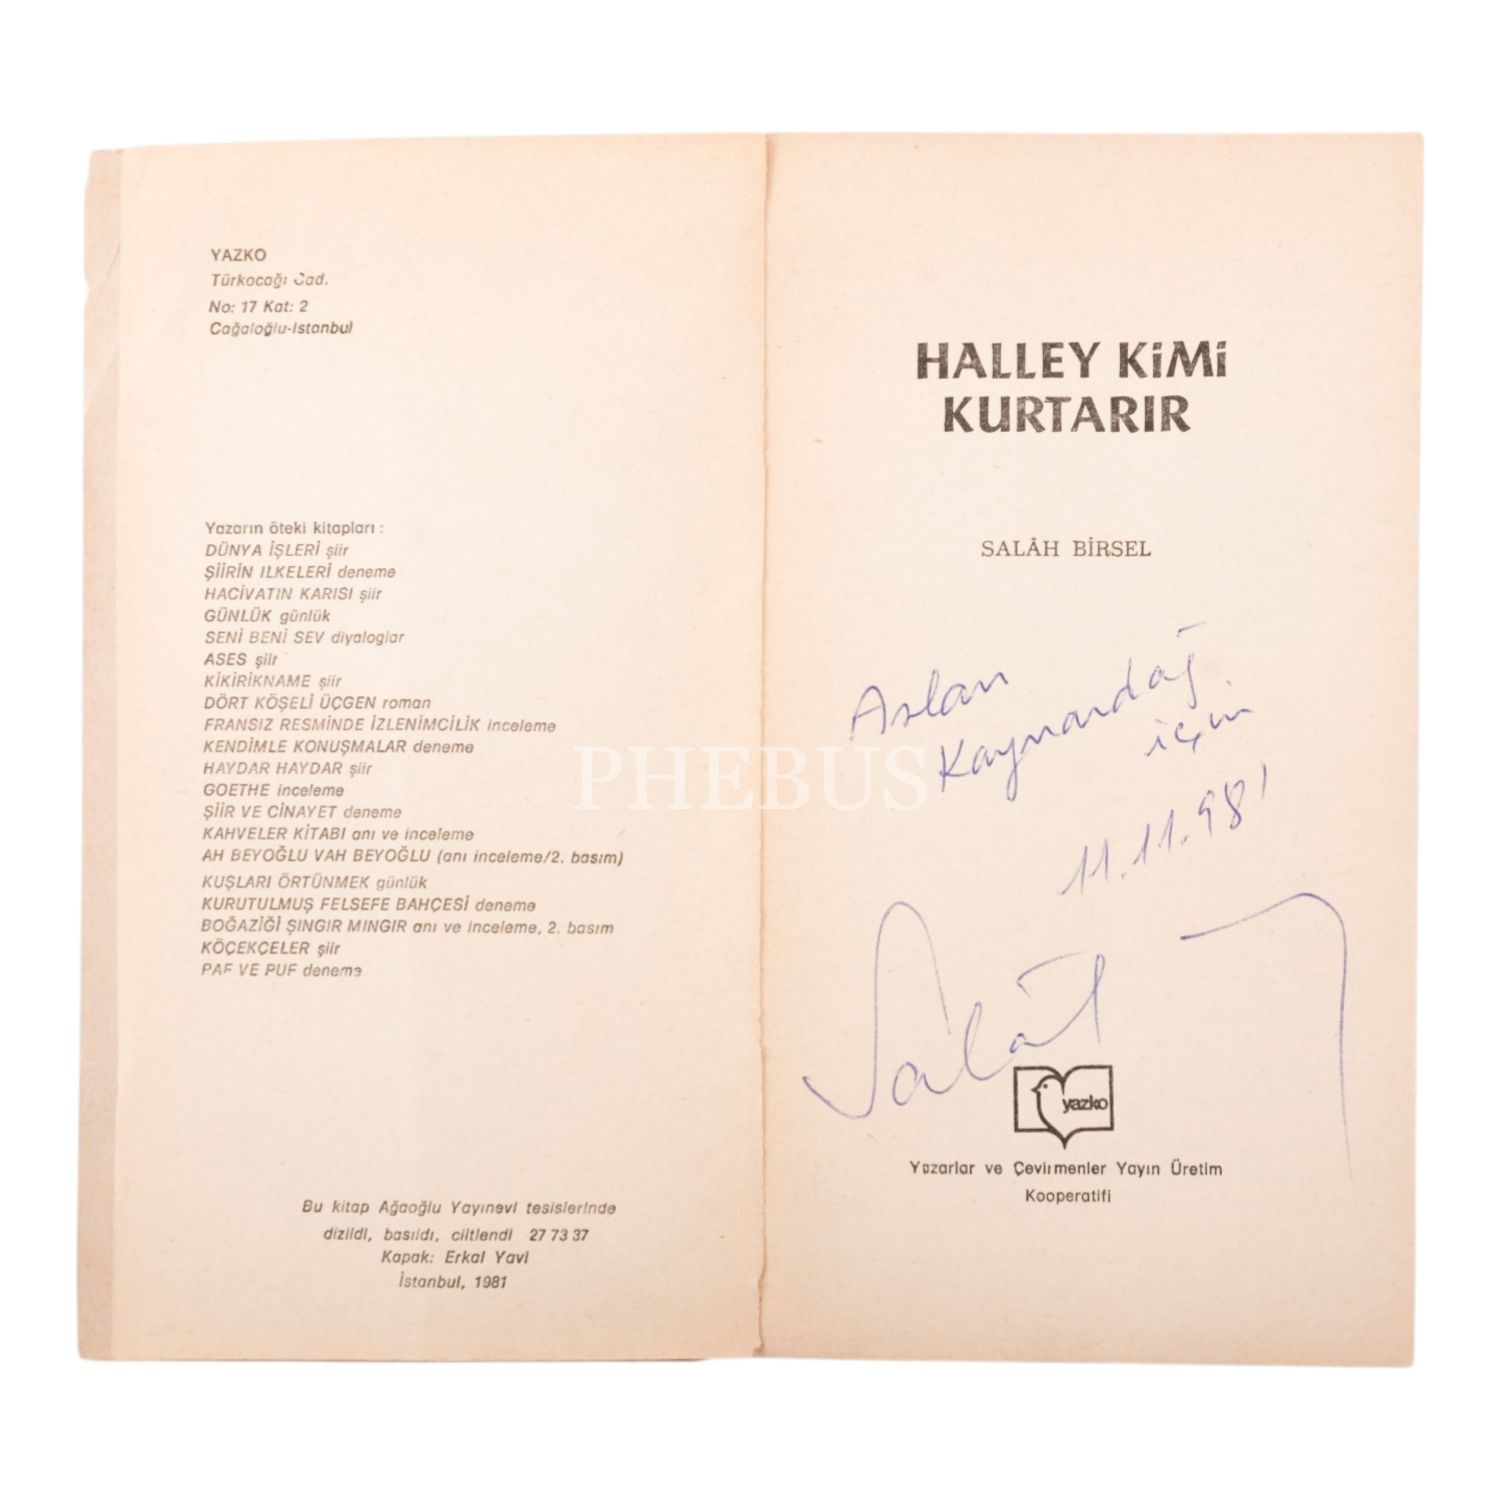 YAZKO
Türkocağı Cad.
No: 17 Kat: 2
Cağaloğlu-Istanbul
Yazarın öteki kitapları :
DÜNYA İŞLERİ şiir
ŞİİRİN ILKELERİ deneme
HACİVATIN KARISI şiir
GÜNLÜK günlük
SENİ BENİ SEV diyaloglar
ASES şiir
KİKİRİKNAME şiir
DÖRT KÖŞELİ ÜÇGEN roman
FRANSIZ RESMİNDE İZLENİMCİLİK inceleme
KENDİMLE KONUŞMALAR deneme
HAYDAR HAYDAR şiir
GOETHE inceleme
ŞİİR VE CİNAYET deneme
KAHVELER KİTABI anı ve inceleme
AH BEYOĞLU VAH BEYOĞLU (anı inceleme/2. basım)
KUŞLARI ÖRTÜNMEK günlük
KURUTULMUŞ FELSEFE BAHÇESİ deneme
BOĞAZİĞİ ŞINGIR MINGIR anı ve inceleme, 2. basım
KÖÇEKÇELER şiir
PAF VE PUF deneme
Bu kitap Ağaoğlu Yayınevi tesislerinde
dizildi, basıldı, ciltlendi 27 73 37
Kapak: Erkal Yavi
İstanbul, 1981
PHEBUS
HALLEY KİMİ
KURTARIR
SALÂH BİRSEL
Aslan
Kaynardağ
için
11.11.981
Salâh
yazko
Yazarlar ve Çevirmenler Yayın Üretim
Kooperatifi